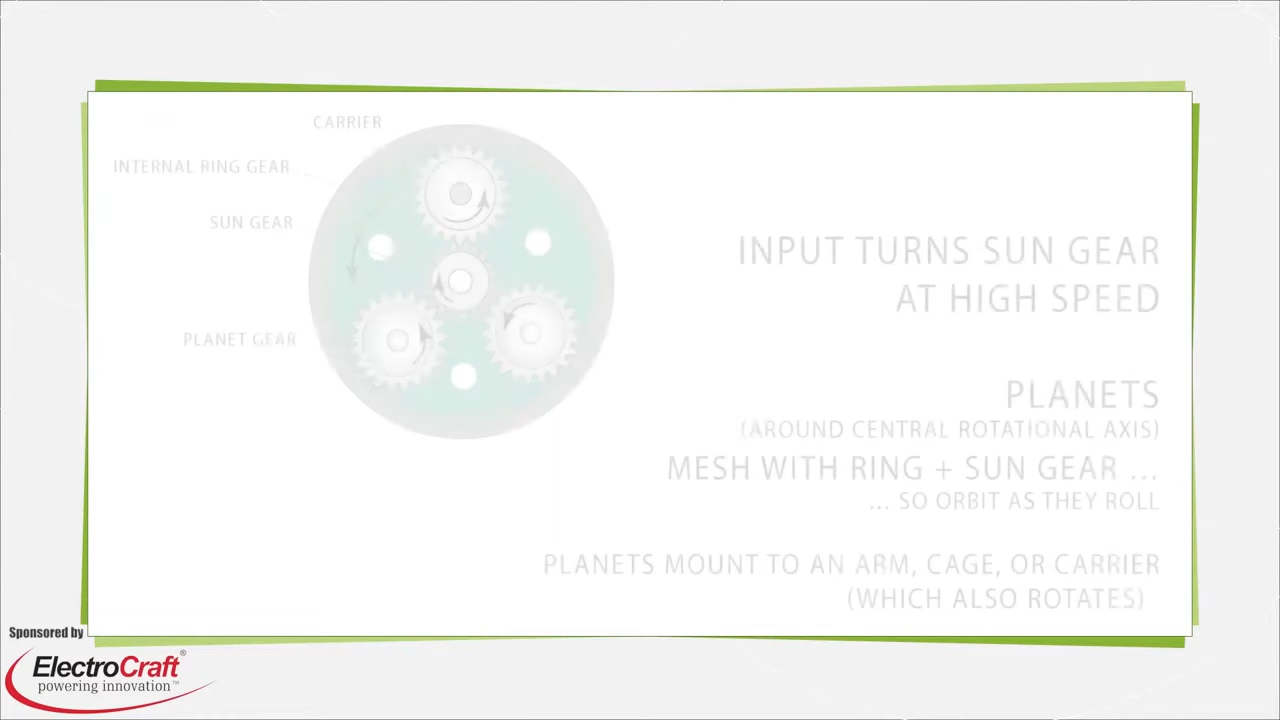 CARRIER
INTERNAL RING GEAR
SUN GEAR
PLANET GEAR
INPUT TURNS SUN GEAR
AT HIGH SPEED
PLANETS
(AROUND CENTRAL ROTATIONAL AXIS)
MESH WITH RING + SUN GEAR ...
... SO ORBIT AS THEY ROLL
PLANETS MOUNT TO AN ARM, CAGE, OR CARRIER
(WHICH ALSO ROTATES)
Sponsored by
ElectroCraft®
powering innovation™